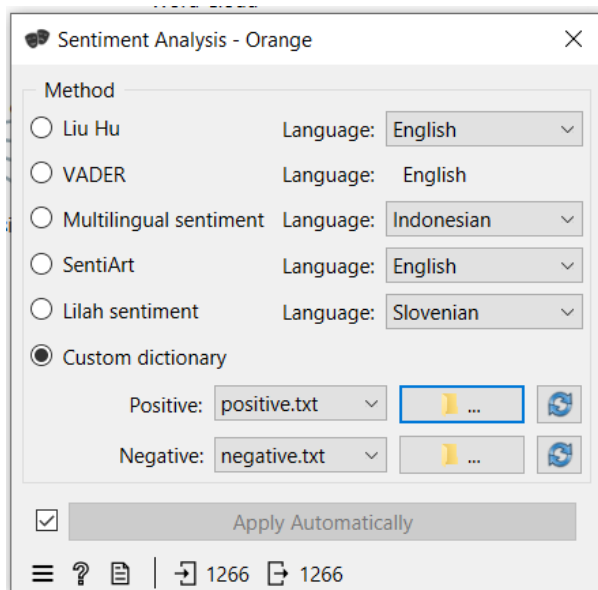 Sentiment Analysis - Orange
Method
Liu Hu Language: English
VADER Language: English
Multilingual sentiment Language: Indonesian
SentiArt Language: English
Lilah sentiment Language: Slovenian
Custom dictionary
Positive: positive.txt ...
Negative: negative.txt ...
Apply Automatically
1266 1266